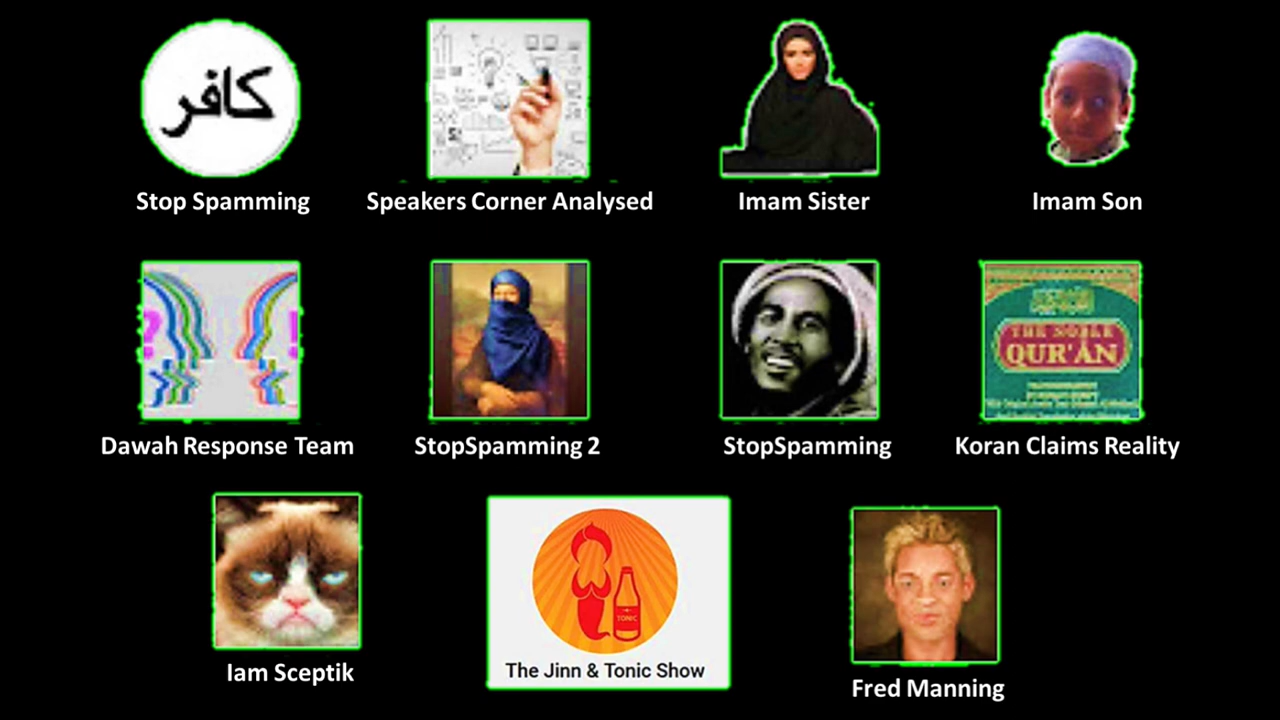 كافر
Stop Spamming
Speakers Corner Analysed
Imam Sister
Imam Son
?
!
THE NOBLE
QUR'ÂN
Dawah Response Team
StopSpamming 2
StopSpamming
Koran Claims Reality
TONIC
Iam Sceptik
The Jinn & Tonic Show
Fred Manning